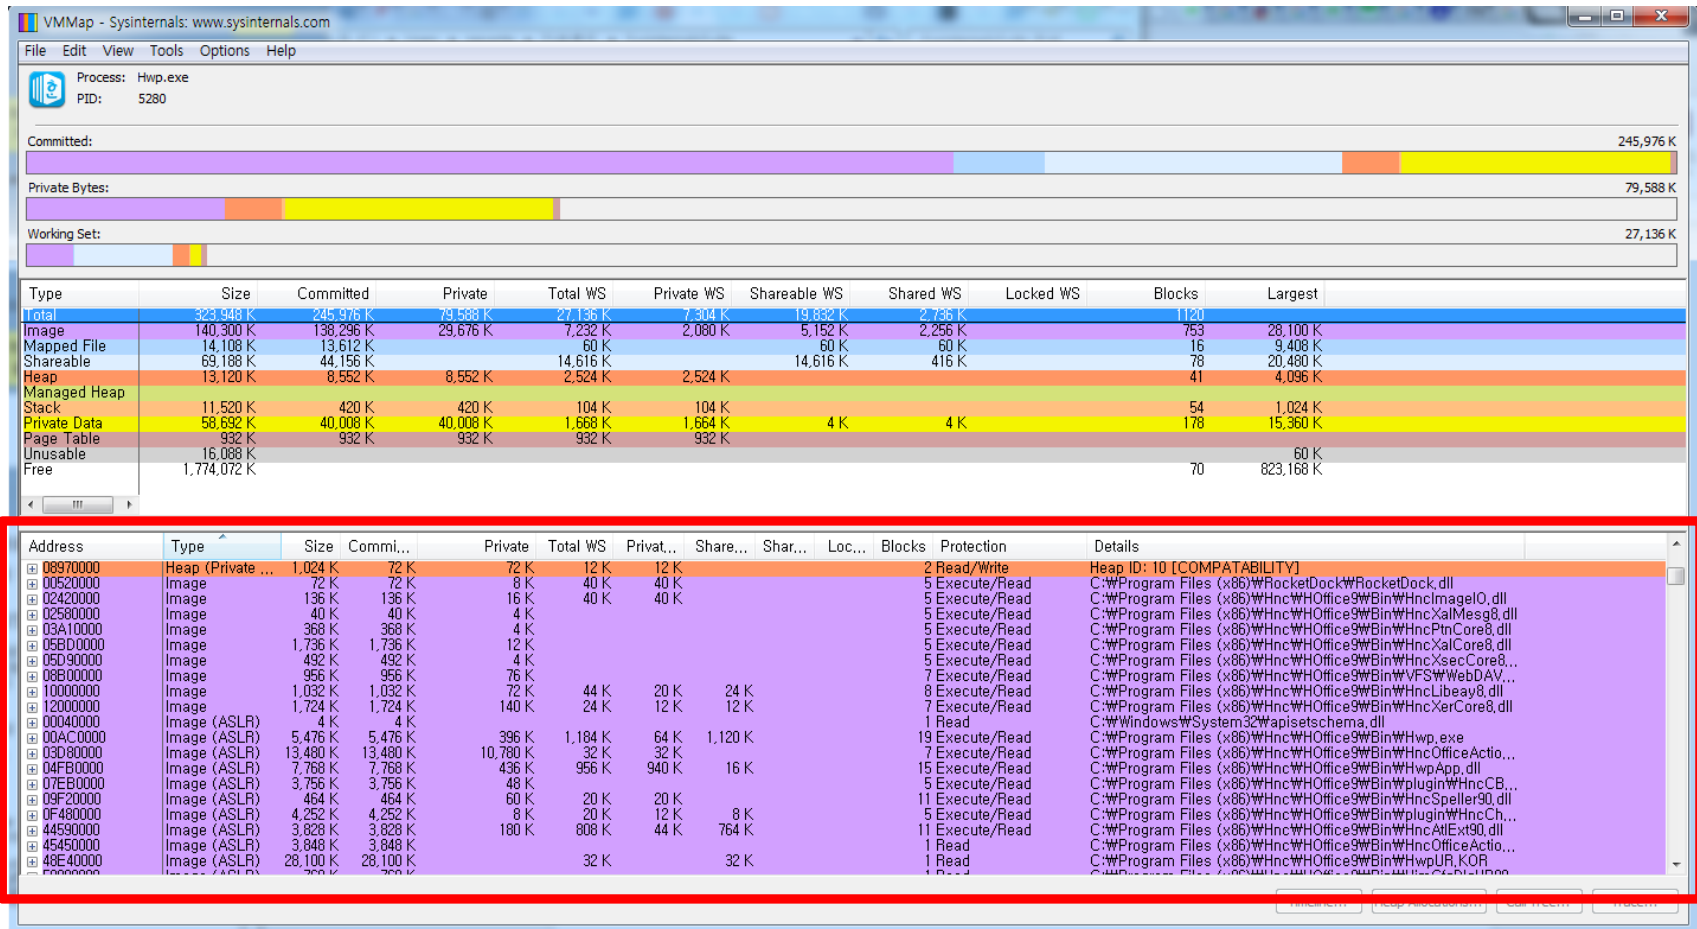 VMMap - Sysinternals: www.sysinternals.com
File Edit View Tools Options Help
Process: Hwp.exe
PID: 5280
Committed: 245,976 K
Private Bytes: 79,588 K
Working Set: 27,136 K
Type Size Committed Private Total WS Private WS Shareable WS Shared WS Locked WS Blocks Largest
Total 323,948 K 245,976 K 79,588 K 27,136 K 7,304 K 19,832 K 2,736 K 1120
Image 140,300 K 138,296 K 29,676 K 7,232 K 2,080 K 5,152 K 2,256 K 753 28,100 K
Mapped File 14,108 K 13,612 K 60 K 60 K 60 K 16 9,408 K
Shareable 69,188 K 44,156 K 14,616 K 14,616 K 416 K 78 20,480 K
Heap 13,120 K 8,552 K 8,552 K 2,524 K 2,524 K 41 4,096 K
Managed Heap
Stack 11,520 K 420 K 420 K 104 K 104 K 54 1,024 K
Private Data 58,692 K 40,008 K 40,008 K 1,668 K 1,664 K 4 K 4 K 178 15,360 K
Page Table 932 K 932 K 932 K 932 K 932 K
Unusable 16,088 K 60 K
Free 1,774,072 K 70 823,168 K
Address Type Size Commi... Private Total WS Privat... Share... Shar... Loc... Blocks Protection Details
08970000 Heap (Private ... 1,024 K 72 K 72 K 12 K 12 K 2 Read/Write Heap ID: 10 [COMPATABILITY]
00520000 Image 72 K 72 K 8 K 40 K 40 K 5 Execute/Read C:₩Program Files (x86)₩RocketDock₩RocketDock.dll
02420000 Image 136 K 136 K 16 K 40 K 40 K 5 Execute/Read C:₩Program Files (x86)₩Hnc₩HOffice9₩Bin₩HncImageIO.dll
02580000 Image 40 K 40 K 4 K 5 Execute/Read C:₩Program Files (x86)₩Hnc₩HOffice9₩Bin₩HncXalMesg8.dll
03A10000 Image 368 K 368 K 4 K 5 Execute/Read C:₩Program Files (x86)₩Hnc₩HOffice9₩Bin₩HncPtnCore8.dll
05BD0000 Image 1,736 K 1,736 K 12 K 5 Execute/Read C:₩Program Files (x86)₩Hnc₩HOffice9₩Bin₩HncXalCore8.dll
05D90000 Image 492 K 492 K 4 K 5 Execute/Read C:₩Program Files (x86)₩Hnc₩HOffice9₩Bin₩HncXsecCore8...
08B00000 Image 956 K 956 K 76 K 7 Execute/Read C:₩Program Files (x86)₩Hnc₩HOffice9₩Bin₩VFS₩WebDAV...
10000000 Image 1,032 K 1,032 K 72 K 44 K 20 K 24 K 8 Execute/Read C:₩Program Files (x86)₩Hnc₩HOffice9₩Bin₩HncLibeay8.dll
12000000 Image 1,724 K 1,724 K 140 K 24 K 12 K 12 K 7 Execute/Read C:₩Program Files (x86)₩Hnc₩HOffice9₩Bin₩HncXerCore8.dll
00040000 Image (ASLR) 4 K 4 K 1 Read C:₩Windows₩System32₩apisetschema.dll
00AC0000 Image (ASLR) 5,476 K 5,476 K 396 K 1,184 K 64 K 1,120 K 19 Execute/Read C:₩Program Files (x86)₩Hnc₩HOffice9₩Bin₩Hwp.exe
03D80000 Image (ASLR) 13,480 K 13,480 K 10,780 K 32 K 32 K 7 Execute/Read C:₩Program Files (x86)₩Hnc₩HOffice9₩Bin₩HncOfficeActio...
04FB0000 Image (ASLR) 7,768 K 7,768 K 436 K 956 K 940 K 16 K 15 Execute/Read C:₩Program Files (x86)₩Hnc₩HOffice9₩Bin₩HwpApp.dll
07EB0000 Image (ASLR) 3,756 K 3,756 K 48 K 5 Execute/Read C:₩Program Files (x86)₩Hnc₩HOffice9₩Bin₩plugin₩HncCB...
09F20000 Image (ASLR) 464 K 464 K 60 K 20 K 20 K 11 Execute/Read C:₩Program Files (x86)₩Hnc₩HOffice9₩Bin₩HncSpeller90.dll
0F480000 Image (ASLR) 4,252 K 4,252 K 8 K 20 K 12 K 8 K 5 Execute/Read C:₩Program Files (x86)₩Hnc₩HOffice9₩Bin₩plugin₩HncCh...
44590000 Image (ASLR) 3,828 K 3,828 K 180 K 808 K 44 K 764 K 11 Execute/Read C:₩Program Files (x86)₩Hnc₩HOffice9₩Bin₩HncAtlExt90.dll
45450000 Image (ASLR) 3,848 K 3,848 K 1 Read C:₩Program Files (x86)₩Hnc₩HOffice9₩Bin₩HncOfficeActio...
48E40000 Image (ASLR) 28,100 K 28,100 K 32 K 32 K 1 Read C:₩Program Files (x86)₩Hnc₩HOffice9₩Bin₩HwpUR.KOR